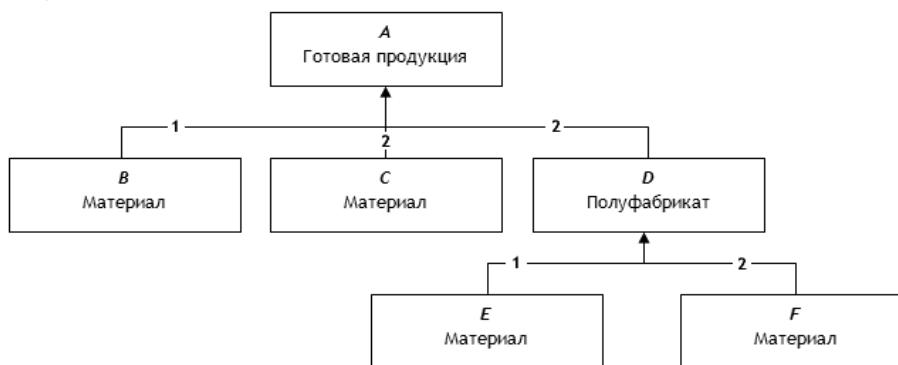 A
Готовая продукция
1
2
2
B
Материал
C
Материал
D
Полуфабрикат
1
2
E
Материал
F
Материал